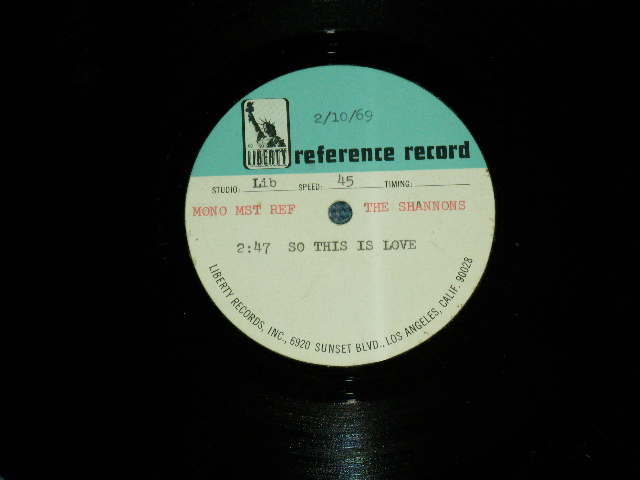 2/10/69
LIBERTY
reference record
STUDIO: Lib SPEED: 45 TIMING:
MONO MST REF THE SHANNONS
2:47 SO THIS IS LOVE
LIBERTY RECORDS, INC., 6920 SUNSET BLVD., LOS ANGELES, CALIF. 90028